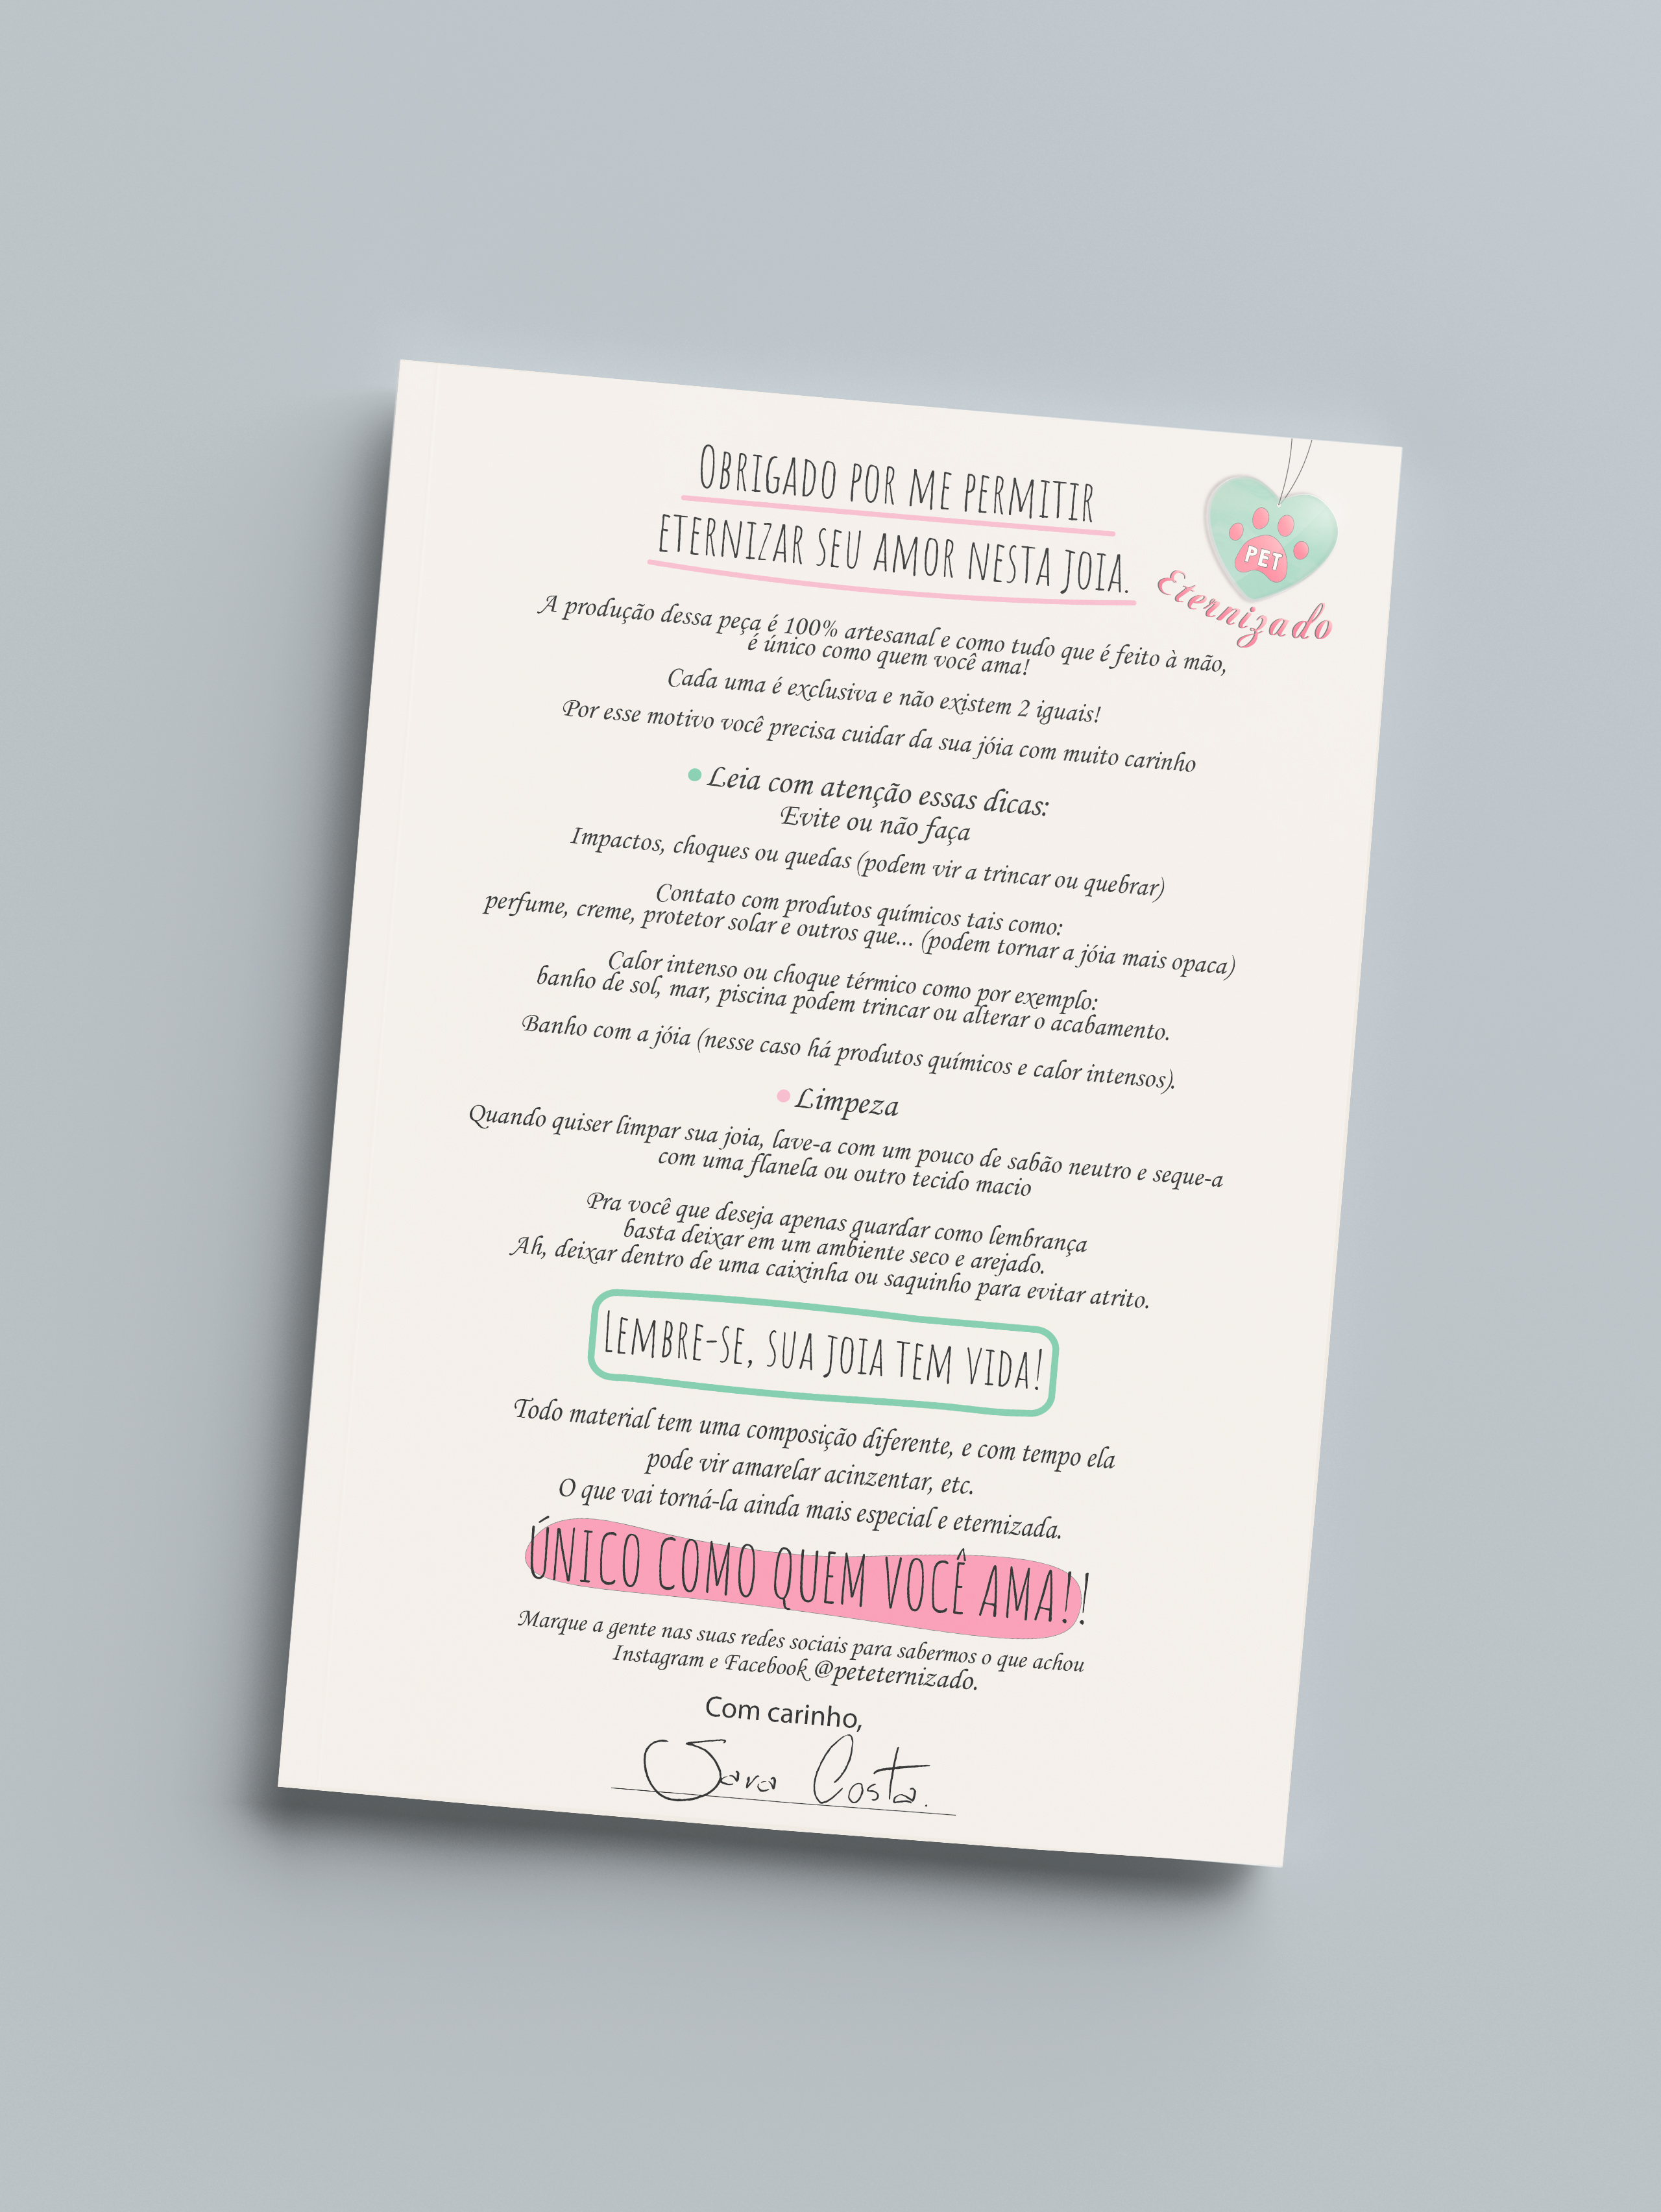 OBRIGADO POR ME PERMITIR
ETERNIZAR SEU AMOR NESTA JOIA.
PET
Eternizado
A produção dessa peça é 100% artesanal e como tudo que é feito à mão,
é único como quem você ama!
Cada uma é exclusiva e não existem 2 iguais!
Por esse motivo você precisa cuidar da sua jóia com muito carinho
Leia com atenção essas dicas:
Evite ou não faça
Impactos, choques ou quedas (podem vir a trincar ou quebrar)
Contato com produtos químicos tais como:
perfume, creme, protetor solar e outros que... (podem tornar a jóia mais opaca)
Calor intenso ou choque térmico como por exemplo:
banho de sol, mar, piscina podem trincar ou alterar o acabamento.
Banho com a jóia (nesse caso há produtos químicos e calor intensos).
Limpeza
Quando quiser limpar sua joia, lave-a com um pouco de sabão neutro e seque-a
com uma flanela ou outro tecido macio
Pra você que deseja apenas guardar como lembrança
basta deixar em um ambiente seco e arejado.
Ah, deixar dentro de uma caixinha ou saquinho para evitar atrito.
LEMBRE-SE, SUA JOIA TEM VIDA!
Todo material tem uma composição diferente, e com tempo ela
pode vir amarelar acinzentar, etc.
O que vai torná-la ainda mais especial e eternizada.
ÚNICO COMO QUEM VOCÊ AMA!!
Marque a gente nas suas redes sociais para sabermos o que achou
Instagram e Facebook @peteternizado.
Com carinho,
Sara Costa.